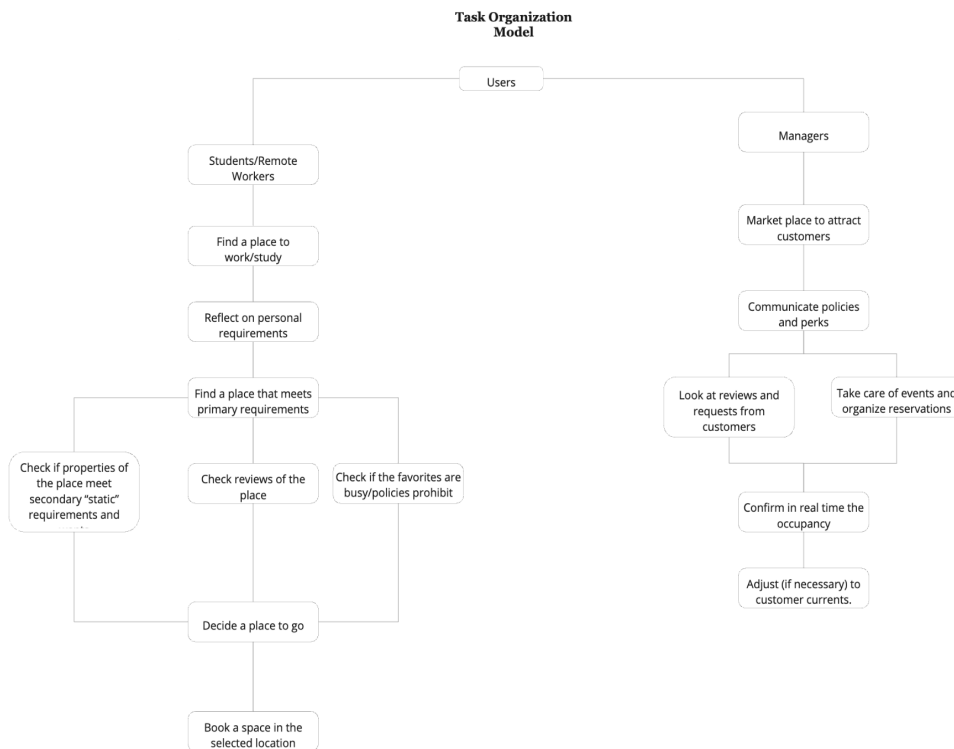 Task Organization
Model
Users
Students/Remote
Workers
Find a place to
work/study
Reflect on personal
requirements
Find a place that meets
primary requirements
Check if properties of
the place meet
secondary “static”
requirements and
Check reviews of the
place
Check if the favorites are
busy/policies prohibit
Decide a place to go
Book a space in the
selected location
Managers
Market place to attract
customers
Communicate policies
and perks
Look at reviews and
requests from
customers
Take care of events and
organize reservations
Confirm in real time the
occupancy
Adjust (if necessary) to
customer currents.